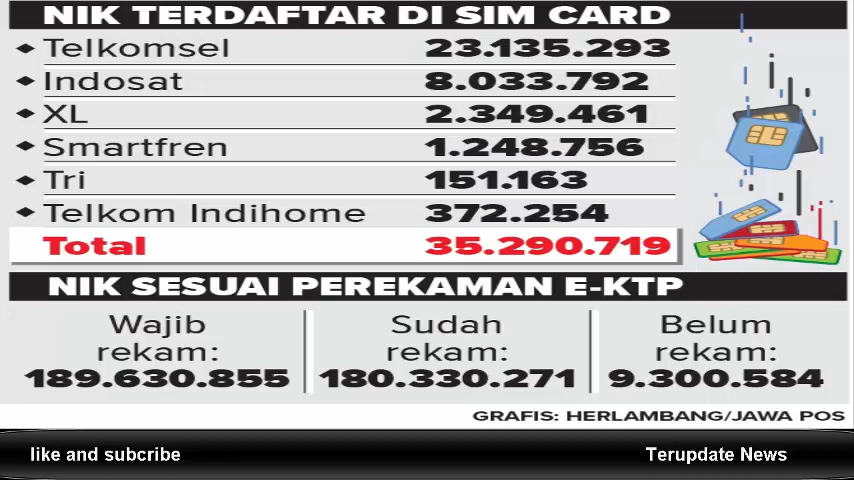 NIK TERDAFTAR DI SIM CARD
Telkomsel 23.135.293
Indosat 8.033.792
XL 2.349.461
Smartfren 1.248.756
Tri 151.163
Telkom Indihome 372.254
Total 35.290.719
NIK SESUAI PEREKAMAN E-KTP
Wajib rekam: 189.630.855
Sudah rekam: 180.330.271
Belum rekam: 9.300.584
GRAFIS: HERLAMBANG/JAWA POS
like and subcribe Terupdate News